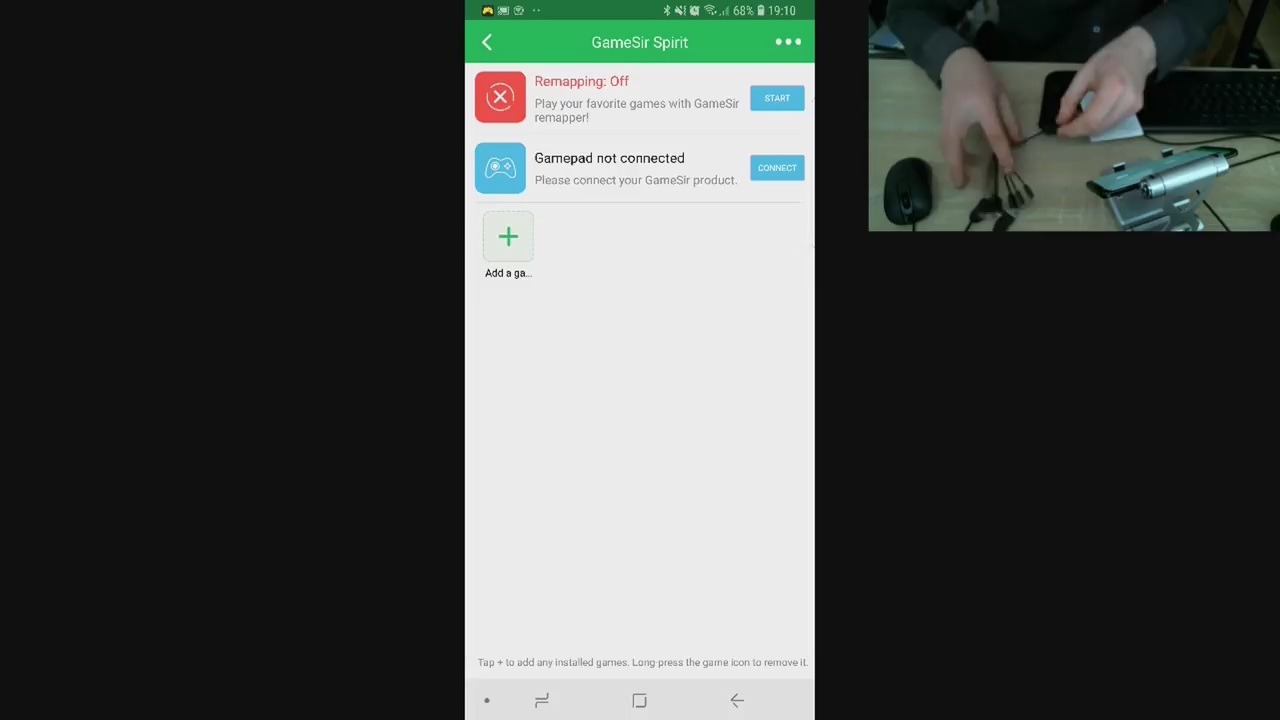 68% 19:10
GameSir Spirit
Remapping: Off
Play your favorite games with GameSir
remapper!
START
Gamepad not connected
Please connect your GameSir product.
CONNECT
Add a ga...
Tap + to add any installed games. Long-press the game icon to remove it.